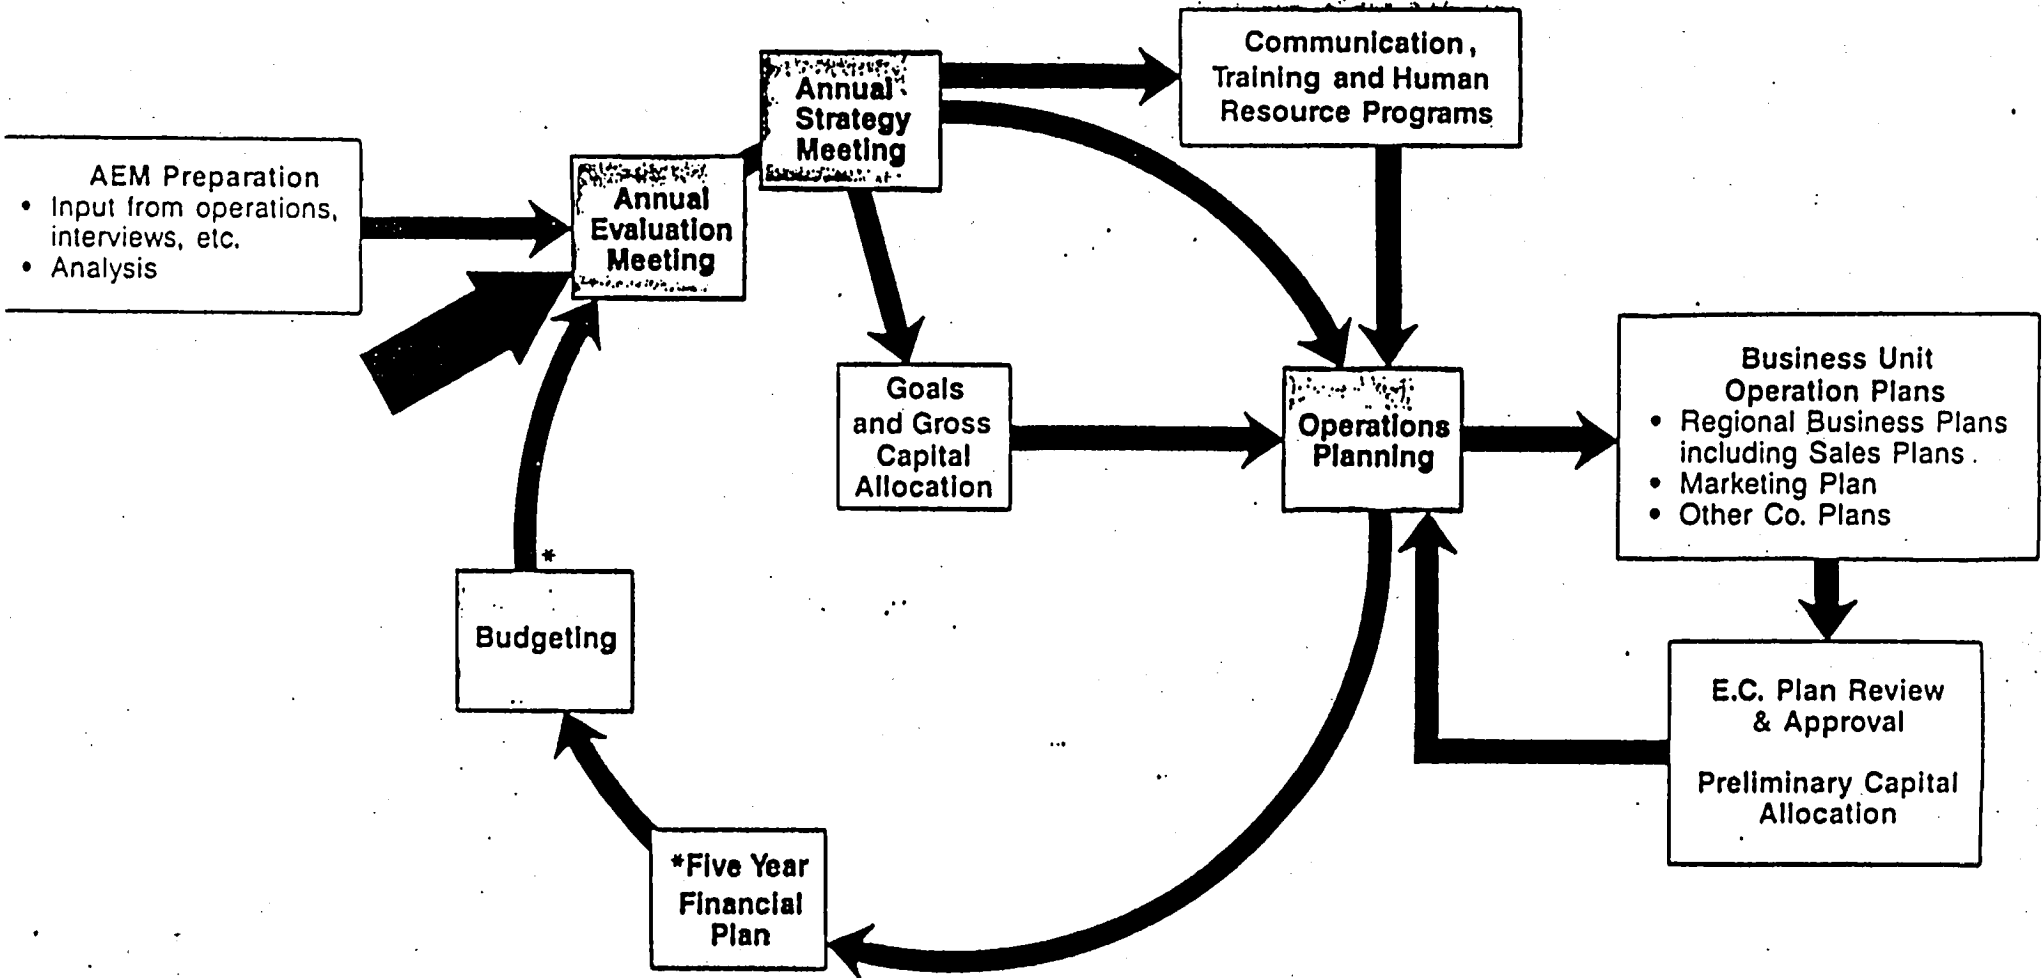 Communication,
Training and Human
Resource Programs
Annual
Strategy
Meeting
AEM Preparation
• Input from operations,
interviews, etc.
• Analysis
Annual
Evaluation
Meeting
Goals
and Gross
Capital
Allocation
Operations
Planning
Business Unit
Operation Plans
• Regional Business Plans
including Sales Plans.
• Marketing Plan
• Other Co. Plans
*
Budgeting
E.C. Plan Review
& Approval
Preliminary Capital
Allocation
*Five Year
Financial
Plan